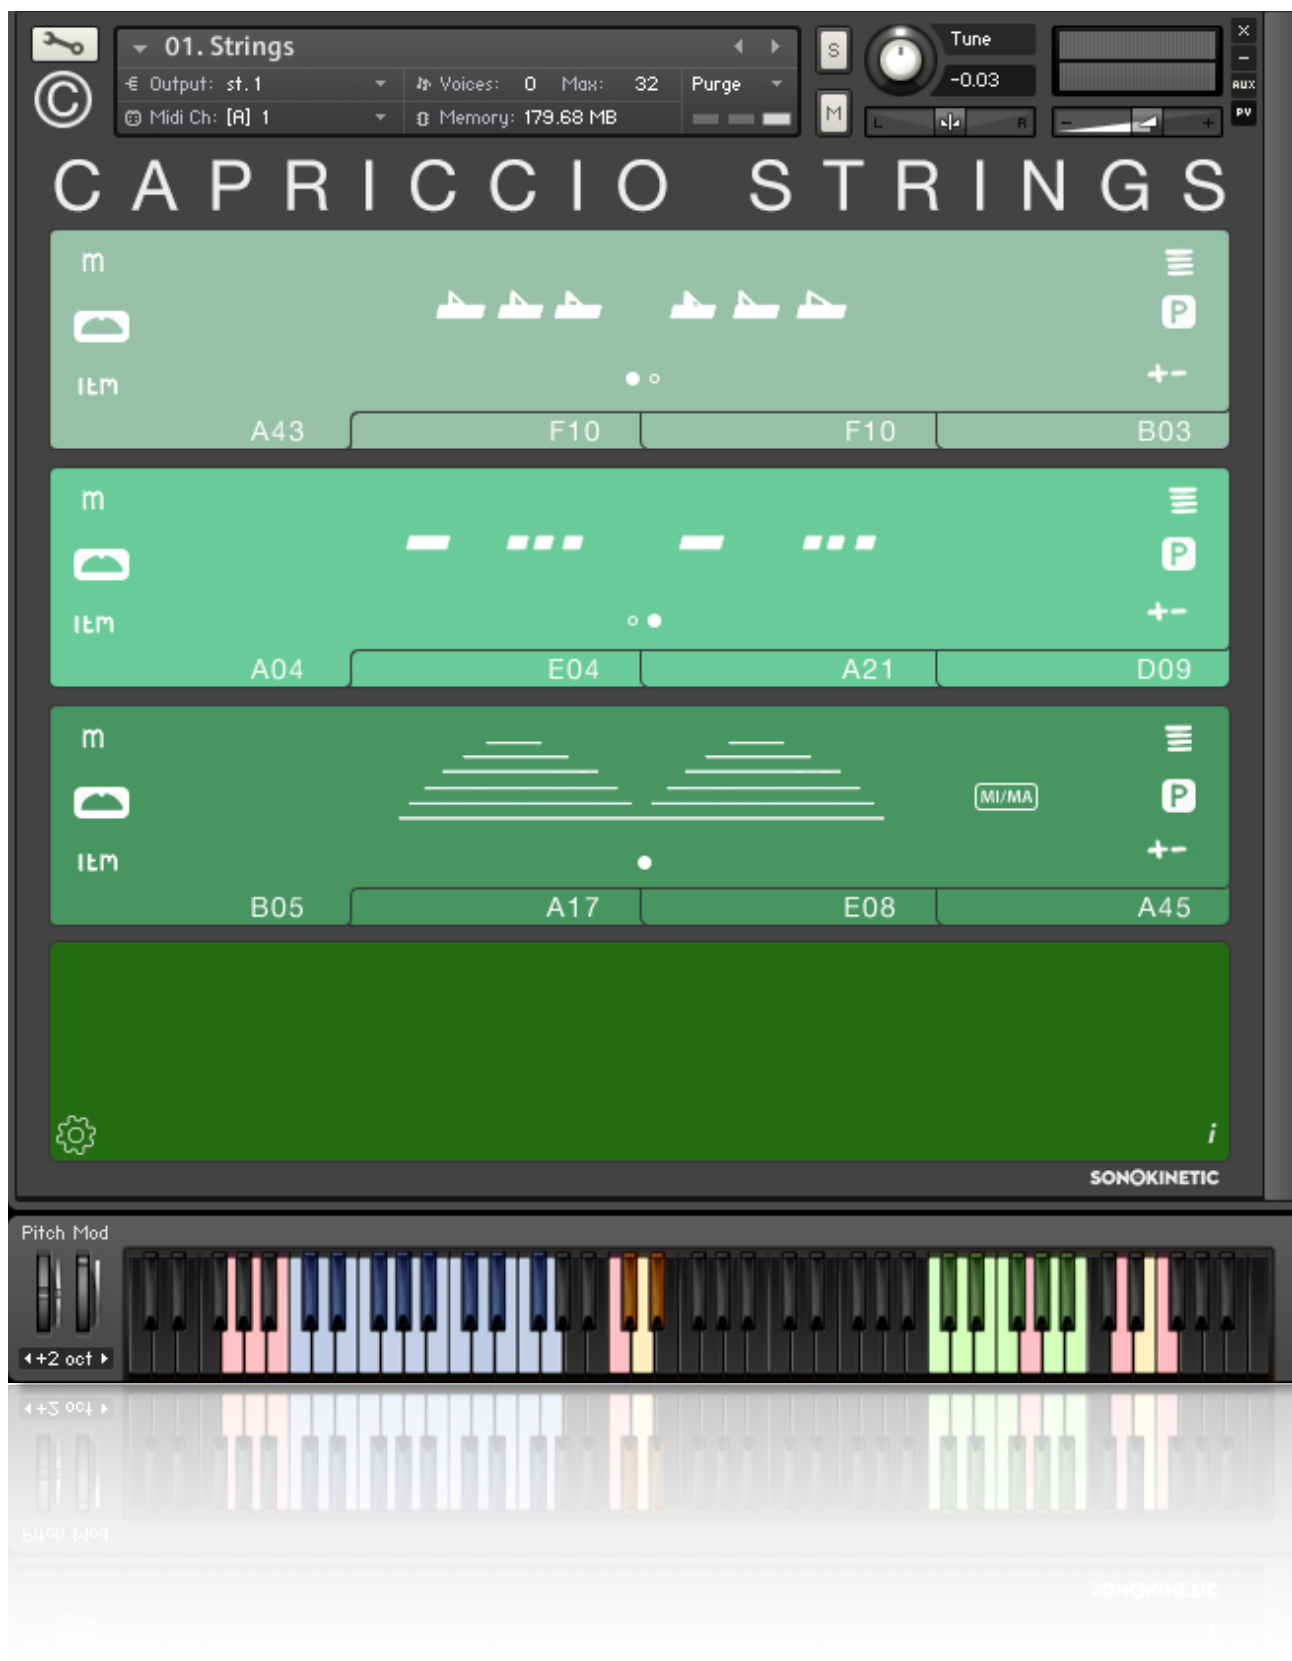 01. Strings
S
Tune
X
Output: st. 1
Voices: 0 Max: 32
Purge
-0.03
AUX
Midi Ch: [A] 1
Memory: 179.68 MB
M
L
R
PV
©
CAPRICCIO STRINGS
m
P
Itm
+-
A43
F10
F10
B03
m
P
Itm
+-
A04
E04
A21
D09
m
MI/MA
P
Itm
+-
B05
A17
E08
A45
i
SONOKINETIC
Pitch Mod
+2 oct